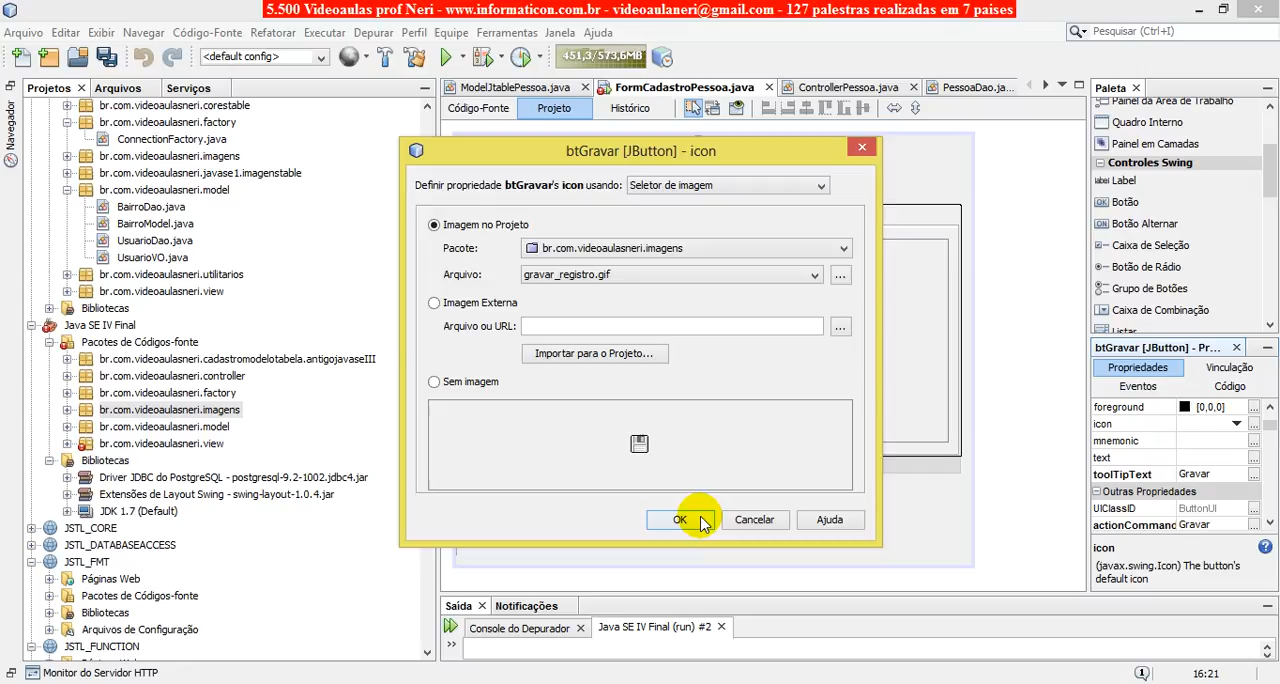 5.500 Videoaulas prof Neri - www.informaticon.com.br - videoaulaneri@gmail.com - 127 palestras realizadas em 7 paises
Arquivo Editar Exibir Navegar Código-Fonte Refatorar Executar Depurar Perfil Equipe Ferramentas Janela Ajuda
Pesquisar (Ctrl+I)
<default config>
451,3/573,6MB
Projetos
Arquivos
Serviços
Navegador
br.com.videoaulasneri.corestable
br.com.videoaulasneri.factory
ConnectionFactory.java
br.com.videoaulasneri.imagens
br.com.videoaulasneri.javase1.imagenstable
br.com.videoaulasneri.model
BairroDao.java
BairroModel.java
UsuarioDao.java
UsuarioVO.java
br.com.videoaulasneri.utilitarios
br.com.videoaulasneri.view
Bibliotecas
Java SE IV Final
Pacotes de Códigos-fonte
br.com.videoaulasneri.cadastromodelotabela.antigojavaseIII
br.com.videoaulasneri.controller
br.com.videoaulasneri.factory
br.com.videoaulasneri.imagens
br.com.videoaulasneri.model
br.com.videoaulasneri.view
Bibliotecas
Driver JDBC do PostgreSQL - postgresql-9.2-1002.jdbc4.jar
Extensões de Layout Swing - swing-layout-1.0.4.jar
JDK 1.7 (Default)
JSTL_CORE
JSTL_DATABASEACCESS
JSTL_FMT
Páginas Web
Pacotes de Códigos-fonte
Bibliotecas
Arquivos de Configuração
JSTL_FUNCTION
Monitor do Servidor HTTP
ModelJtablePessoa.java
FormCadastroPessoa.java
ControllerPessoa.java
PessoaDao.ja...
Código-Fonte
Projeto
Histórico
btGravar [JButton] - icon
Definir propriedade btGravar's icon usando:
Seletor de imagem
Imagem no Projeto
Pacote:
br.com.videoaulasneri.imagens
Arquivo:
gravar_registro.gif
...
Imagem Externa
Arquivo ou URL:
...
Importar para o Projeto...
Sem imagem
OK
Cancelar
Ajuda
Saída
Notificações
Console do Depurador
Java SE IV Final (run) #2
Paleta
Painel da Área de Trabalho
Quadro Interno
Painel em Camadas
Controles Swing
label Label
OK Botão
ON Botão Alternar
Caixa de Seleção
Botão de Rádio
Grupo de Botões
Caixa de Combinação
Listar
btGravar [JButton] - Pr...
Propriedades
Vinculação
Eventos
Código
foreground [0,0,0] ...
icon ...
mnemonic ...
text ...
toolTipText Gravar ...
Outras Propriedades
UIClassID ButtonUI ...
actionCommand Gravar ...
icon
(javax.swing.Icon) The button's
default icon
1
16:21